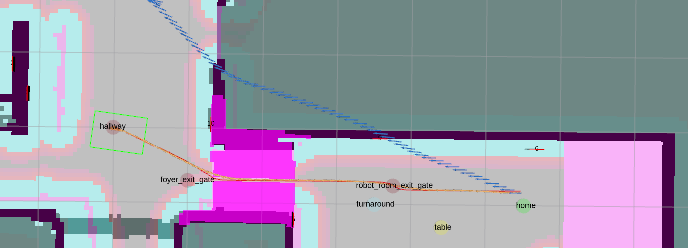 hallway
foyer_exit_gate
robot_room_exit_gate
turnaround
home
table